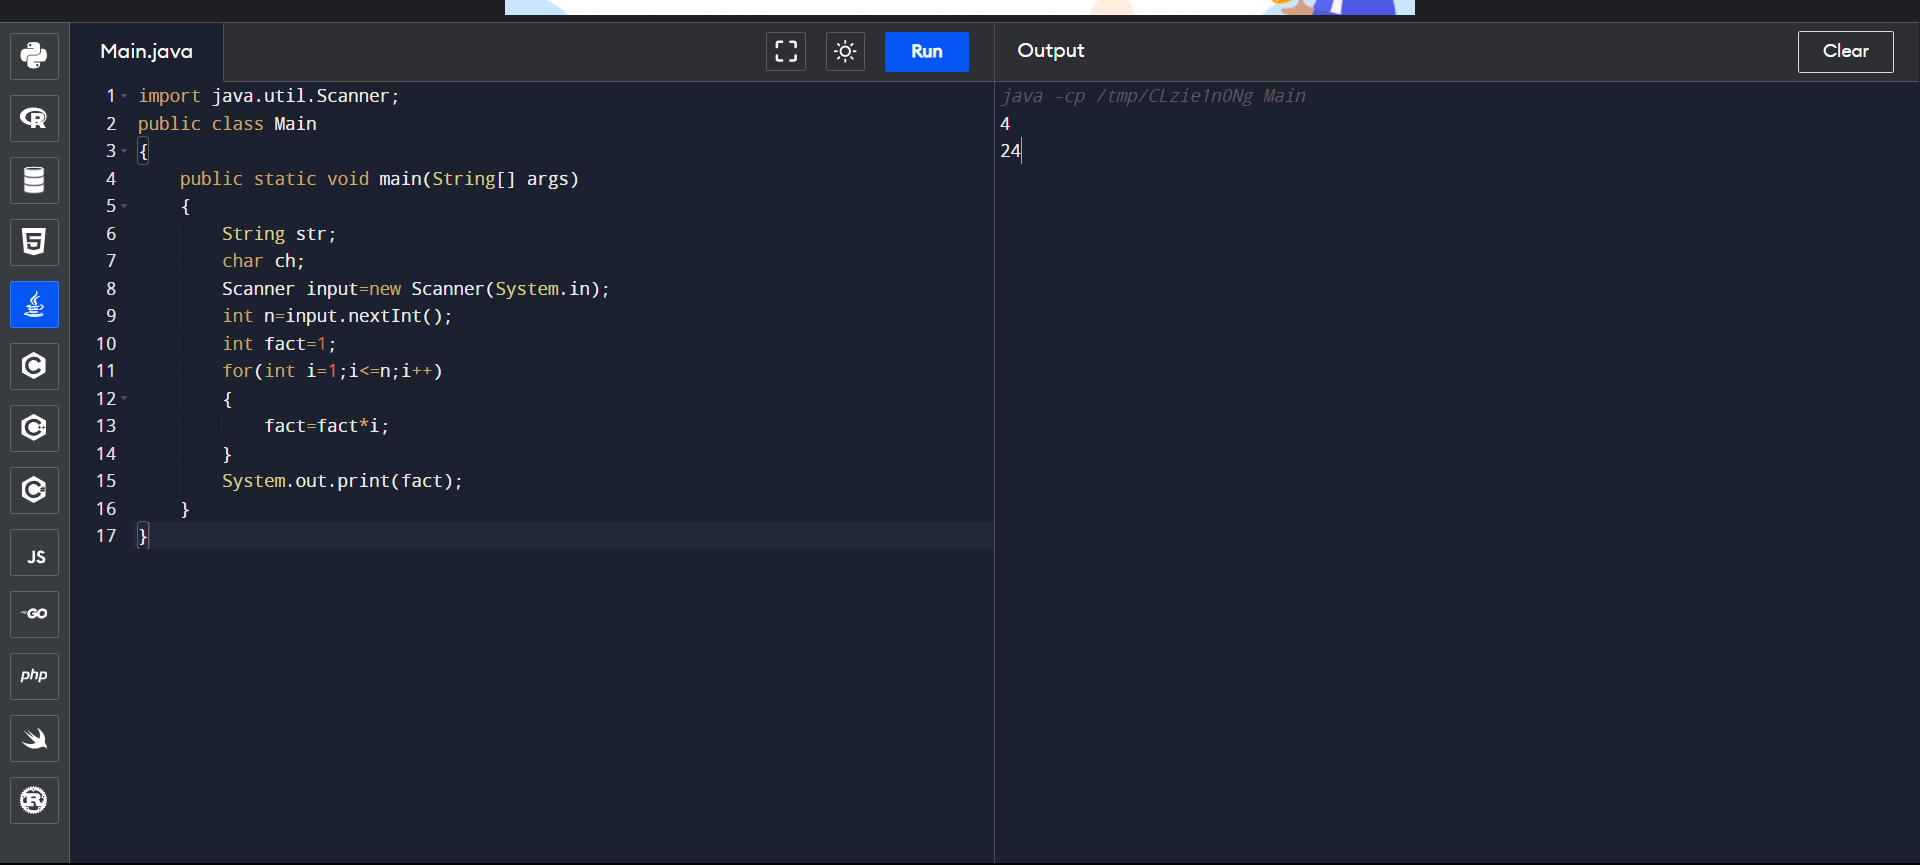 Main.java
Run
1 import java.util.Scanner;
2 public class Main
3 {
4     public static void main(String[] args)
5     {
6         String str;
7         char ch;
8         Scanner input=new Scanner(System.in);
9         int n=input.nextInt();
10         int fact=1;
11         for(int i=1;i<=n;i++)
12         {
13             fact=fact*i;
14         }
15         System.out.print(fact);
16     }
17 }
Output
Clear
java -cp /tmp/CLzie1n0Ng Main
4
24
R
5
C
C
C
JS
GO
php
R